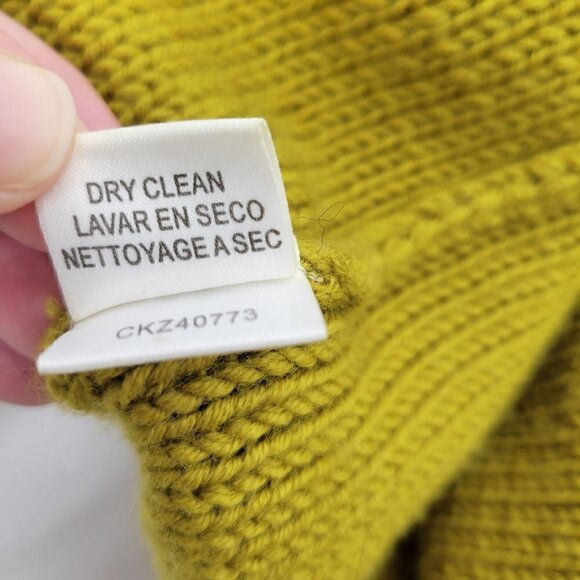 DRY CLEAN
LAVAR EN SECO
NETTOYAGE A SEC
CKZ40773